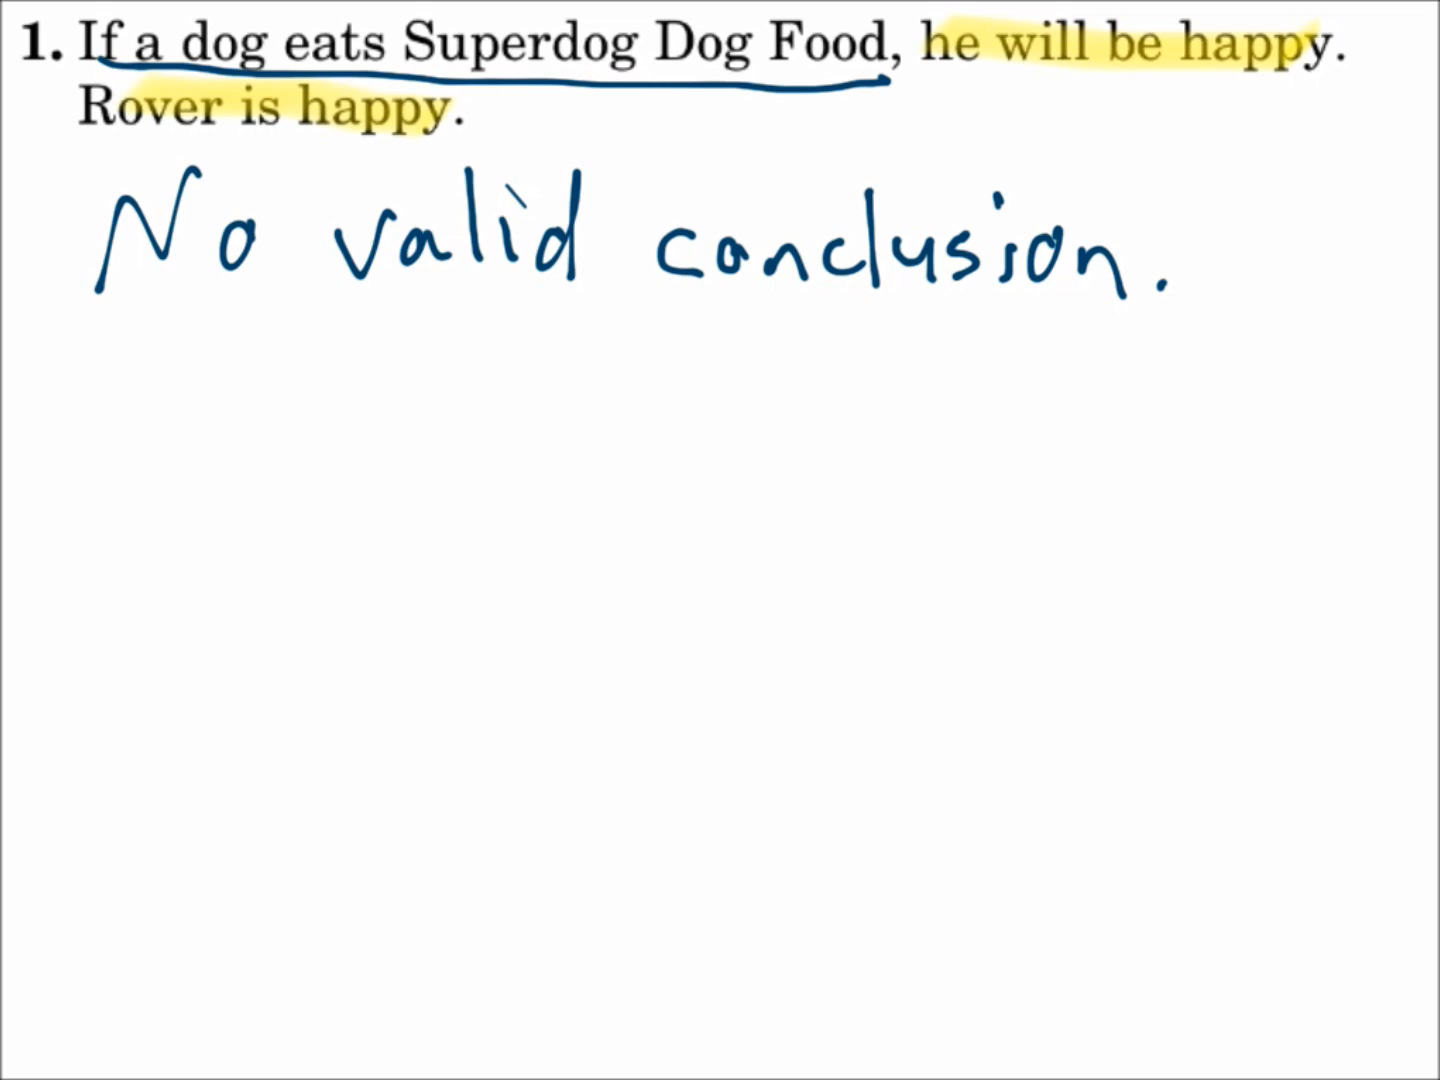 1. If a dog eats Superdog Dog Food, he will be happy.
Rover is happy.
No valid conclusion.